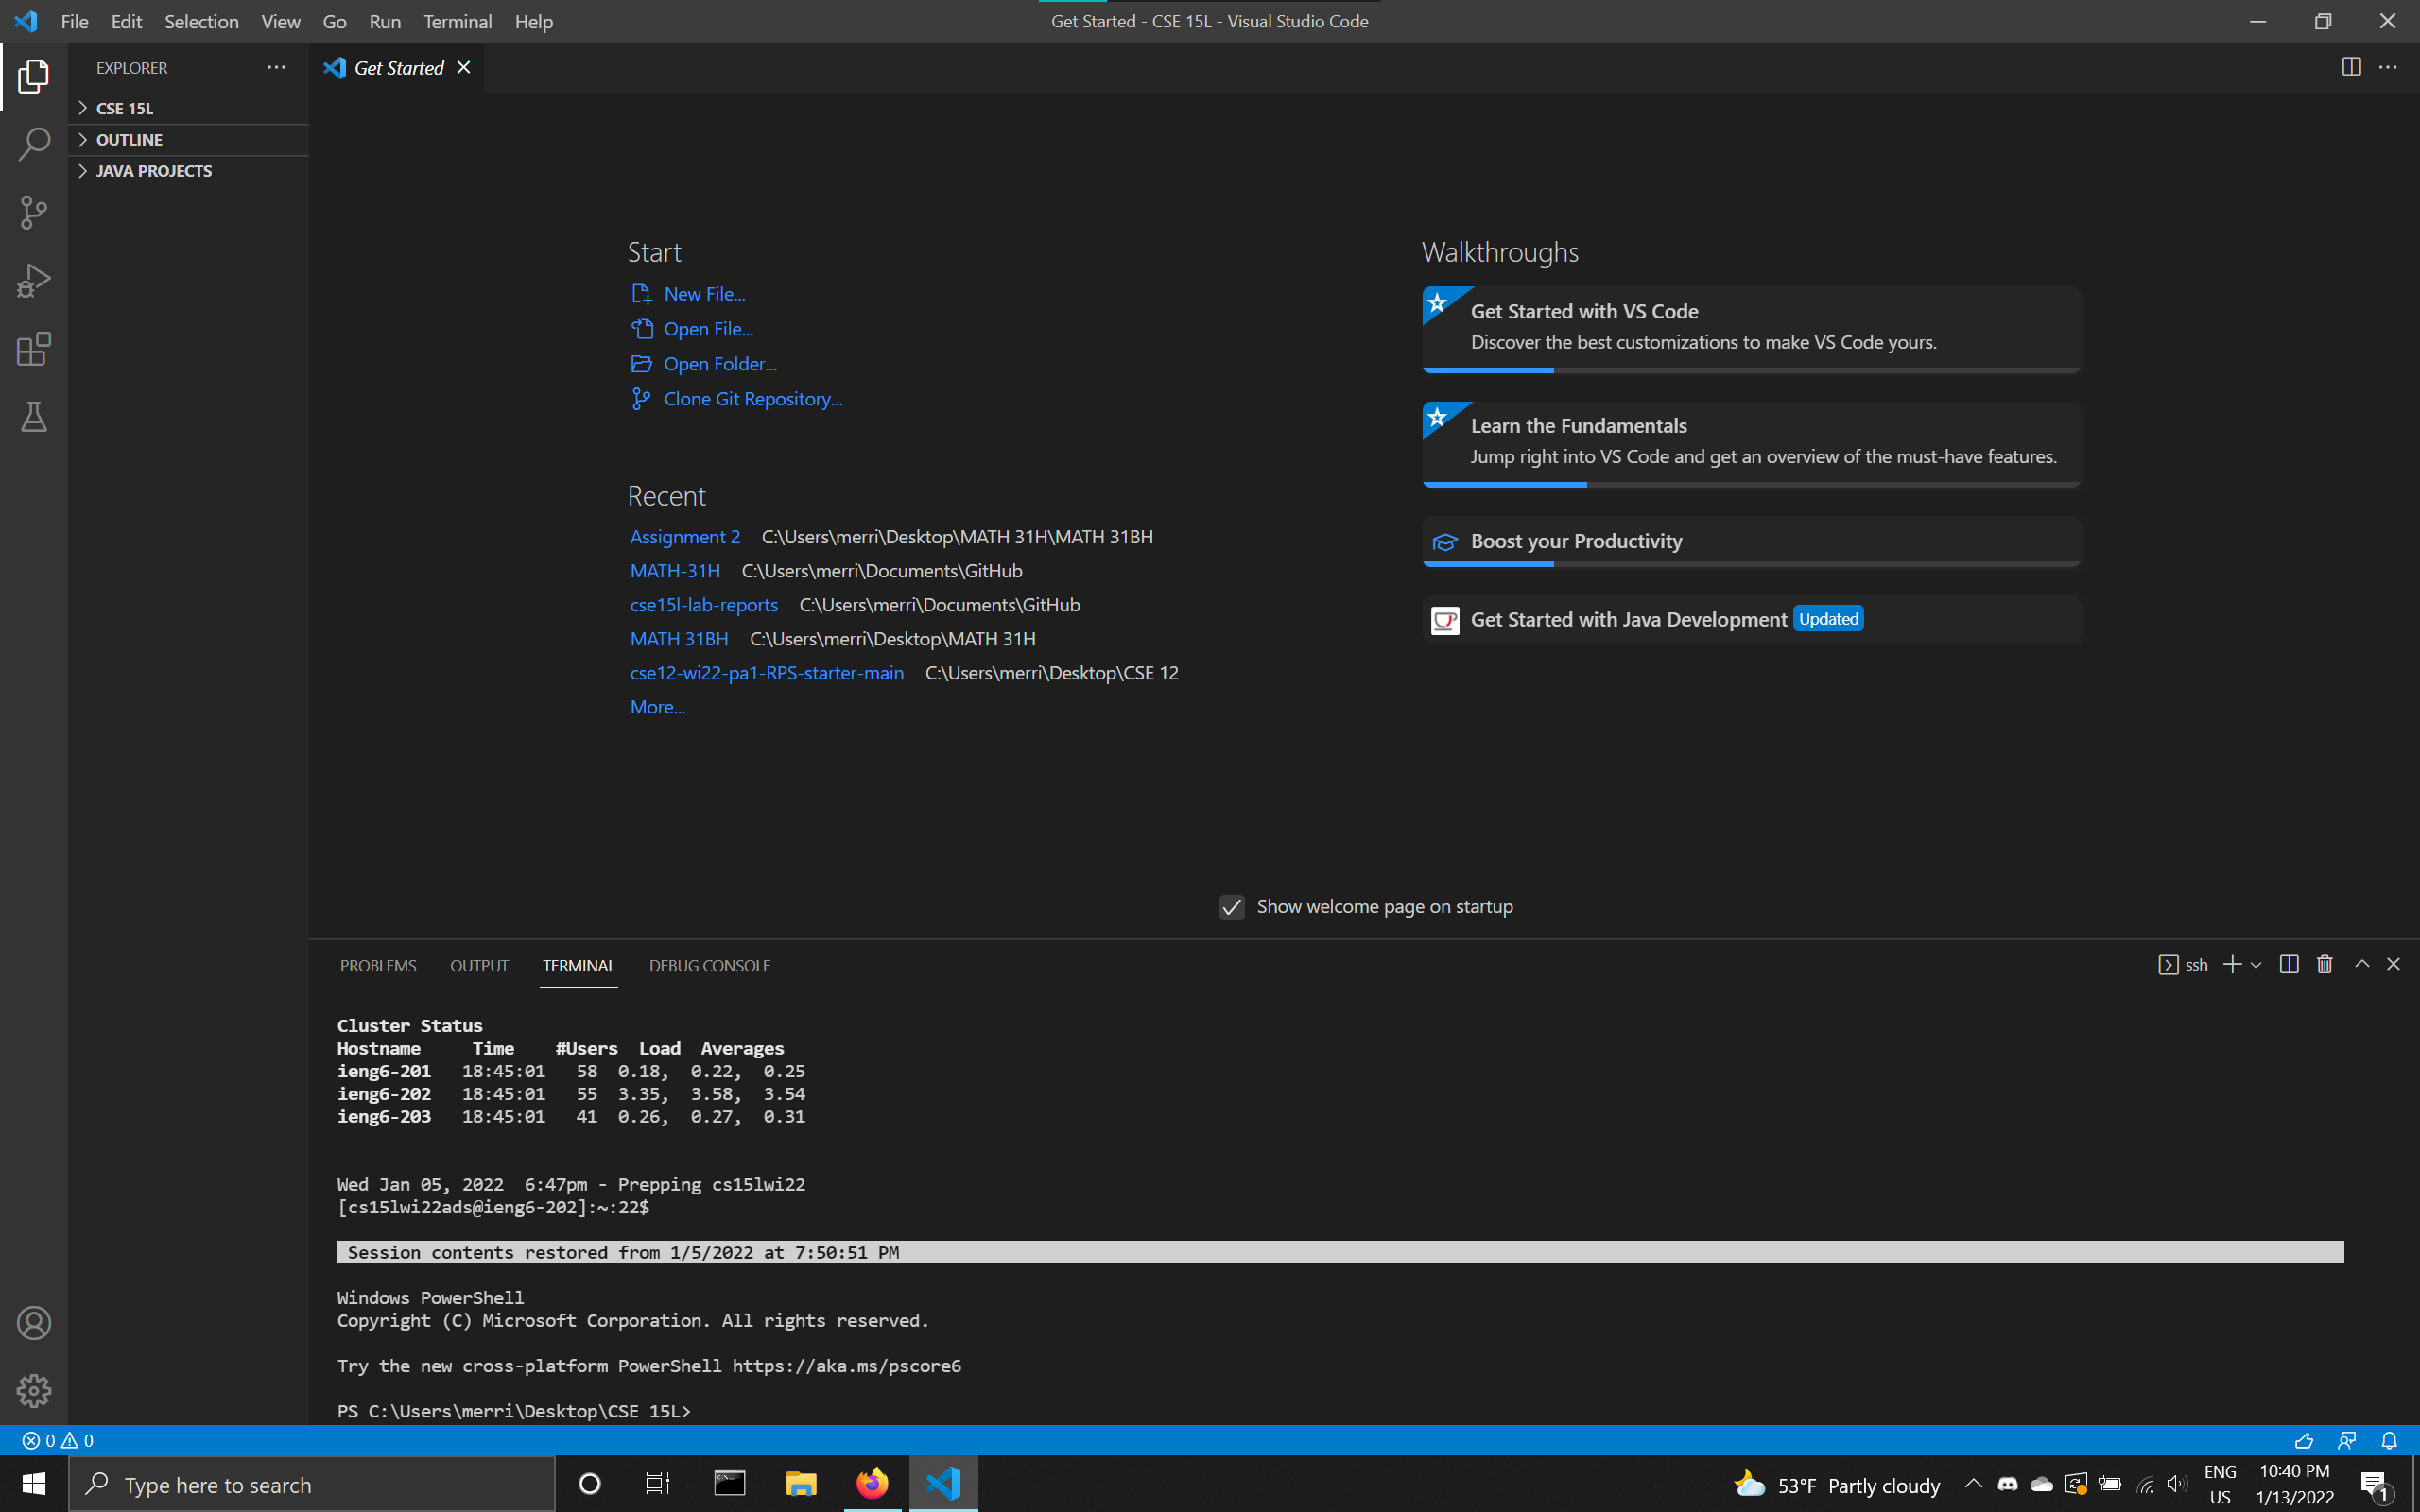 File Edit Selection View Go Run Terminal Help
Get Started - CSE 15L - Visual Studio Code
EXPLORER
CSE 15L
OUTLINE
JAVA PROJECTS
Get Started
Start
New File...
Open File...
Open Folder...
Clone Git Repository...
Recent
Assignment 2 C:\Users\merri\Desktop\MATH 31H\MATH 31BH
MATH-31H C:\Users\merri\Documents\GitHub
cse15l-lab-reports C:\Users\merri\Documents\GitHub
MATH 31BH C:\Users\merri\Desktop\MATH 31H
cse12-wi22-pa1-RPS-starter-main C:\Users\merri\Desktop\CSE 12
More...
Walkthroughs
Get Started with VS Code
Discover the best customizations to make VS Code yours.
Learn the Fundamentals
Jump right into VS Code and get an overview of the must-have features.
Boost your Productivity
Get Started with Java Development Updated
Show welcome page on startup
PROBLEMS OUTPUT TERMINAL DEBUG CONSOLE
ssh
Cluster Status
Hostname Time #Users Load Averages
ieng6-201 18:45:01 58 0.18, 0.22, 0.25
ieng6-202 18:45:01 55 3.35, 3.58, 3.54
ieng6-203 18:45:01 41 0.26, 0.27, 0.31
Wed Jan 05, 2022 6:47pm - Prepping cs15lwi22
[cs15lwi22ads@ieng6-202]:~:22$
Session contents restored from 1/5/2022 at 7:50:51 PM
Windows PowerShell
Copyright (C) Microsoft Corporation. All rights reserved.
Try the new cross-platform PowerShell https://aka.ms/pscore6
PS C:\Users\merri\Desktop\CSE 15L>
0 0
Type here to search
53°F Partly cloudy
ENG
US
10:40 PM
1/13/2022
1